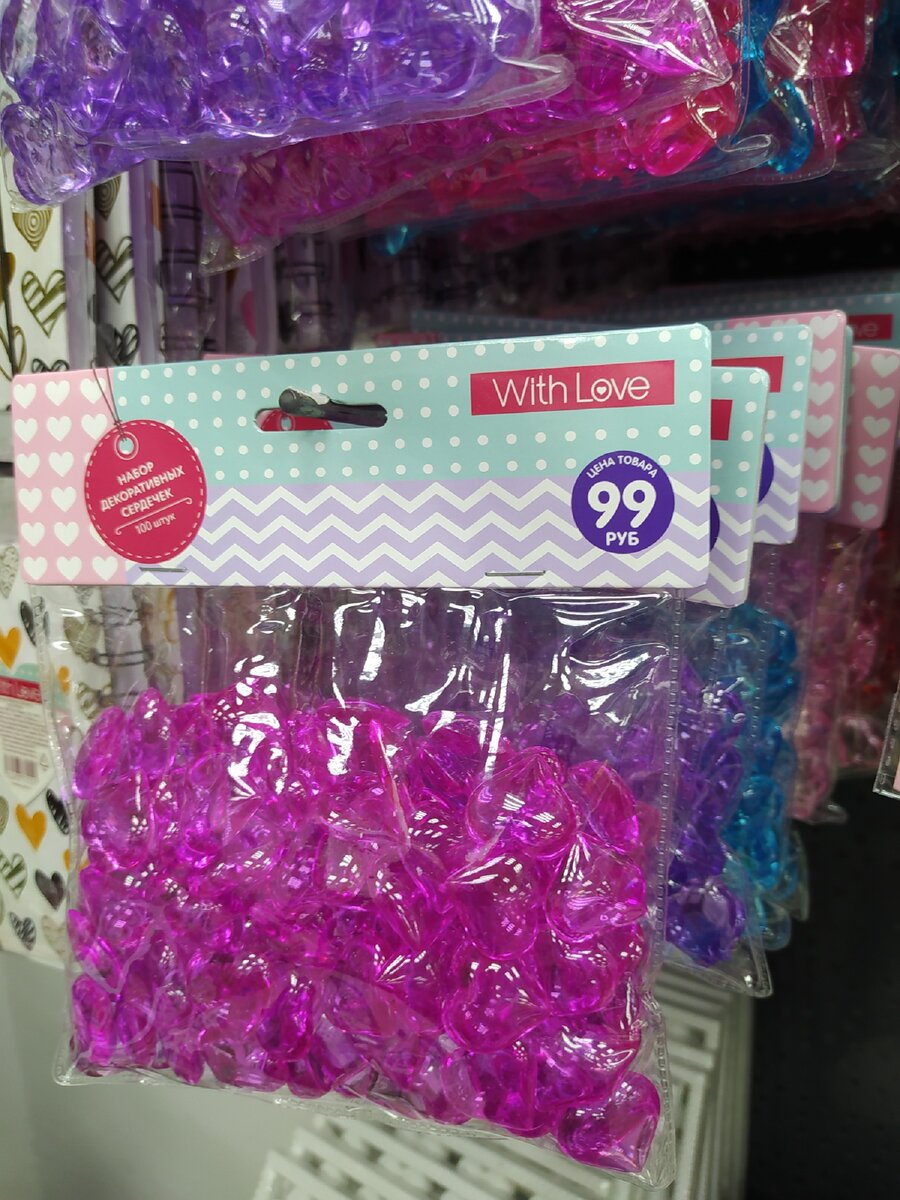 With Love
НАБОР
ДЕКОРАТИВНЫХ
СЕРДЕЧЕК
100 штук
ЦЕНА ТОВАРА
99
РУБ